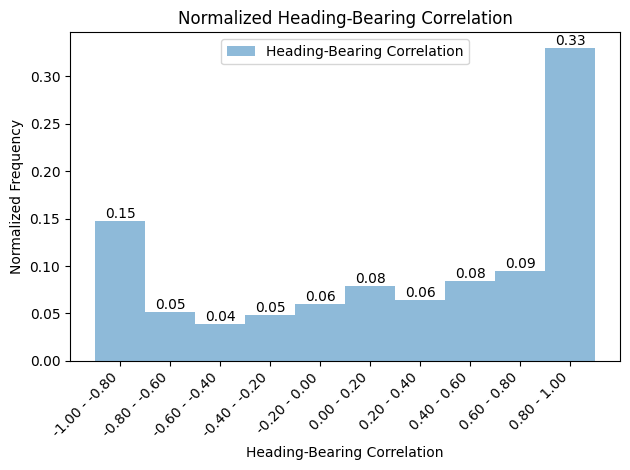 Normalized Heading-Bearing Correlation
Heading-Bearing Correlation
Normalized Frequency
0.30
0.25
0.20
0.15
0.10
0.05
0.00
0.15
0.05
0.04
0.05
0.06
0.08
0.06
0.08
0.09
0.33
-1.00 - -0.80
-0.80 - -0.60
-0.60 - -0.40
-0.40 - -0.20
-0.20 - 0.00
0.00 - 0.20
0.20 - 0.40
0.40 - 0.60
0.60 - 0.80
0.80 - 1.00
Heading-Bearing Correlation